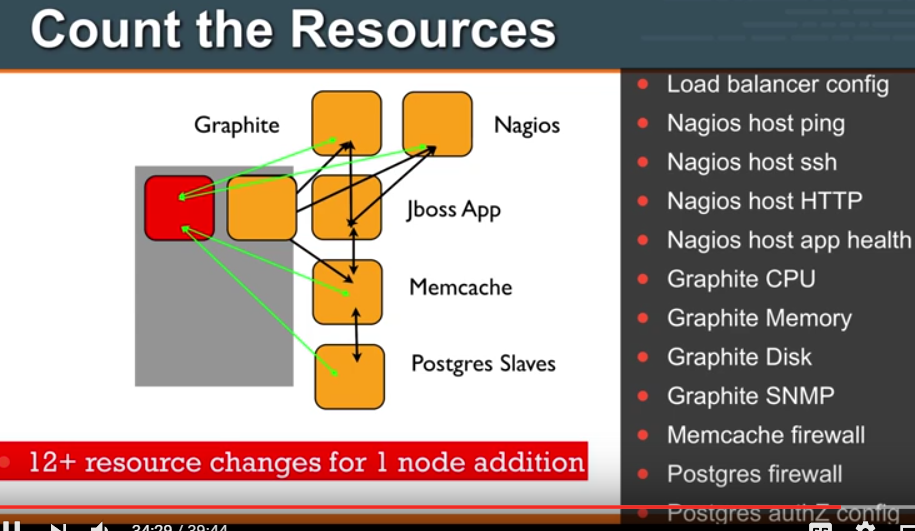 Count the Resources
Graphite
Nagios
Jboss App
Memcache
Postgres Slaves
12+ resource changes for 1 node addition
Load balancer config
Nagios host ping
Nagios host ssh
Nagios host HTTP
Nagios host app health
Graphite CPU
Graphite Memory
Graphite Disk
Graphite SNMP
Memcache firewall
Postgres firewall
Postgres authZ config
34:29 / 39:44